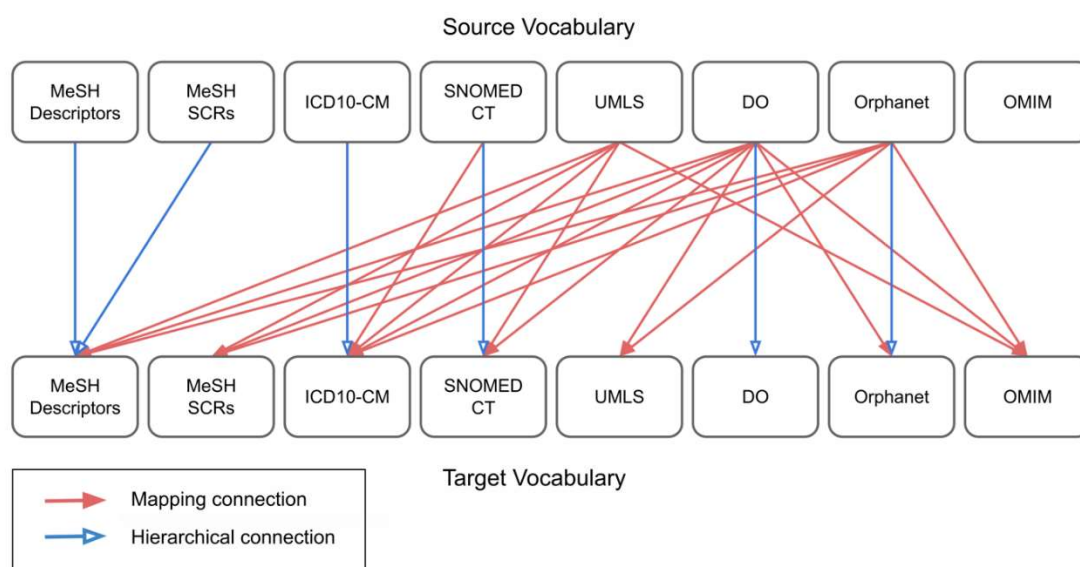 Source Vocabulary
MeSH
Descriptors
MeSH
SCRs
ICD10-CM
SNOMED
CT
UMLS
DO
Orphanet
OMIM
MeSH
Descriptors
MeSH
SCRs
ICD10-CM
SNOMED
CT
UMLS
DO
Orphanet
OMIM
Target Vocabulary
Mapping connection
Hierarchical connection